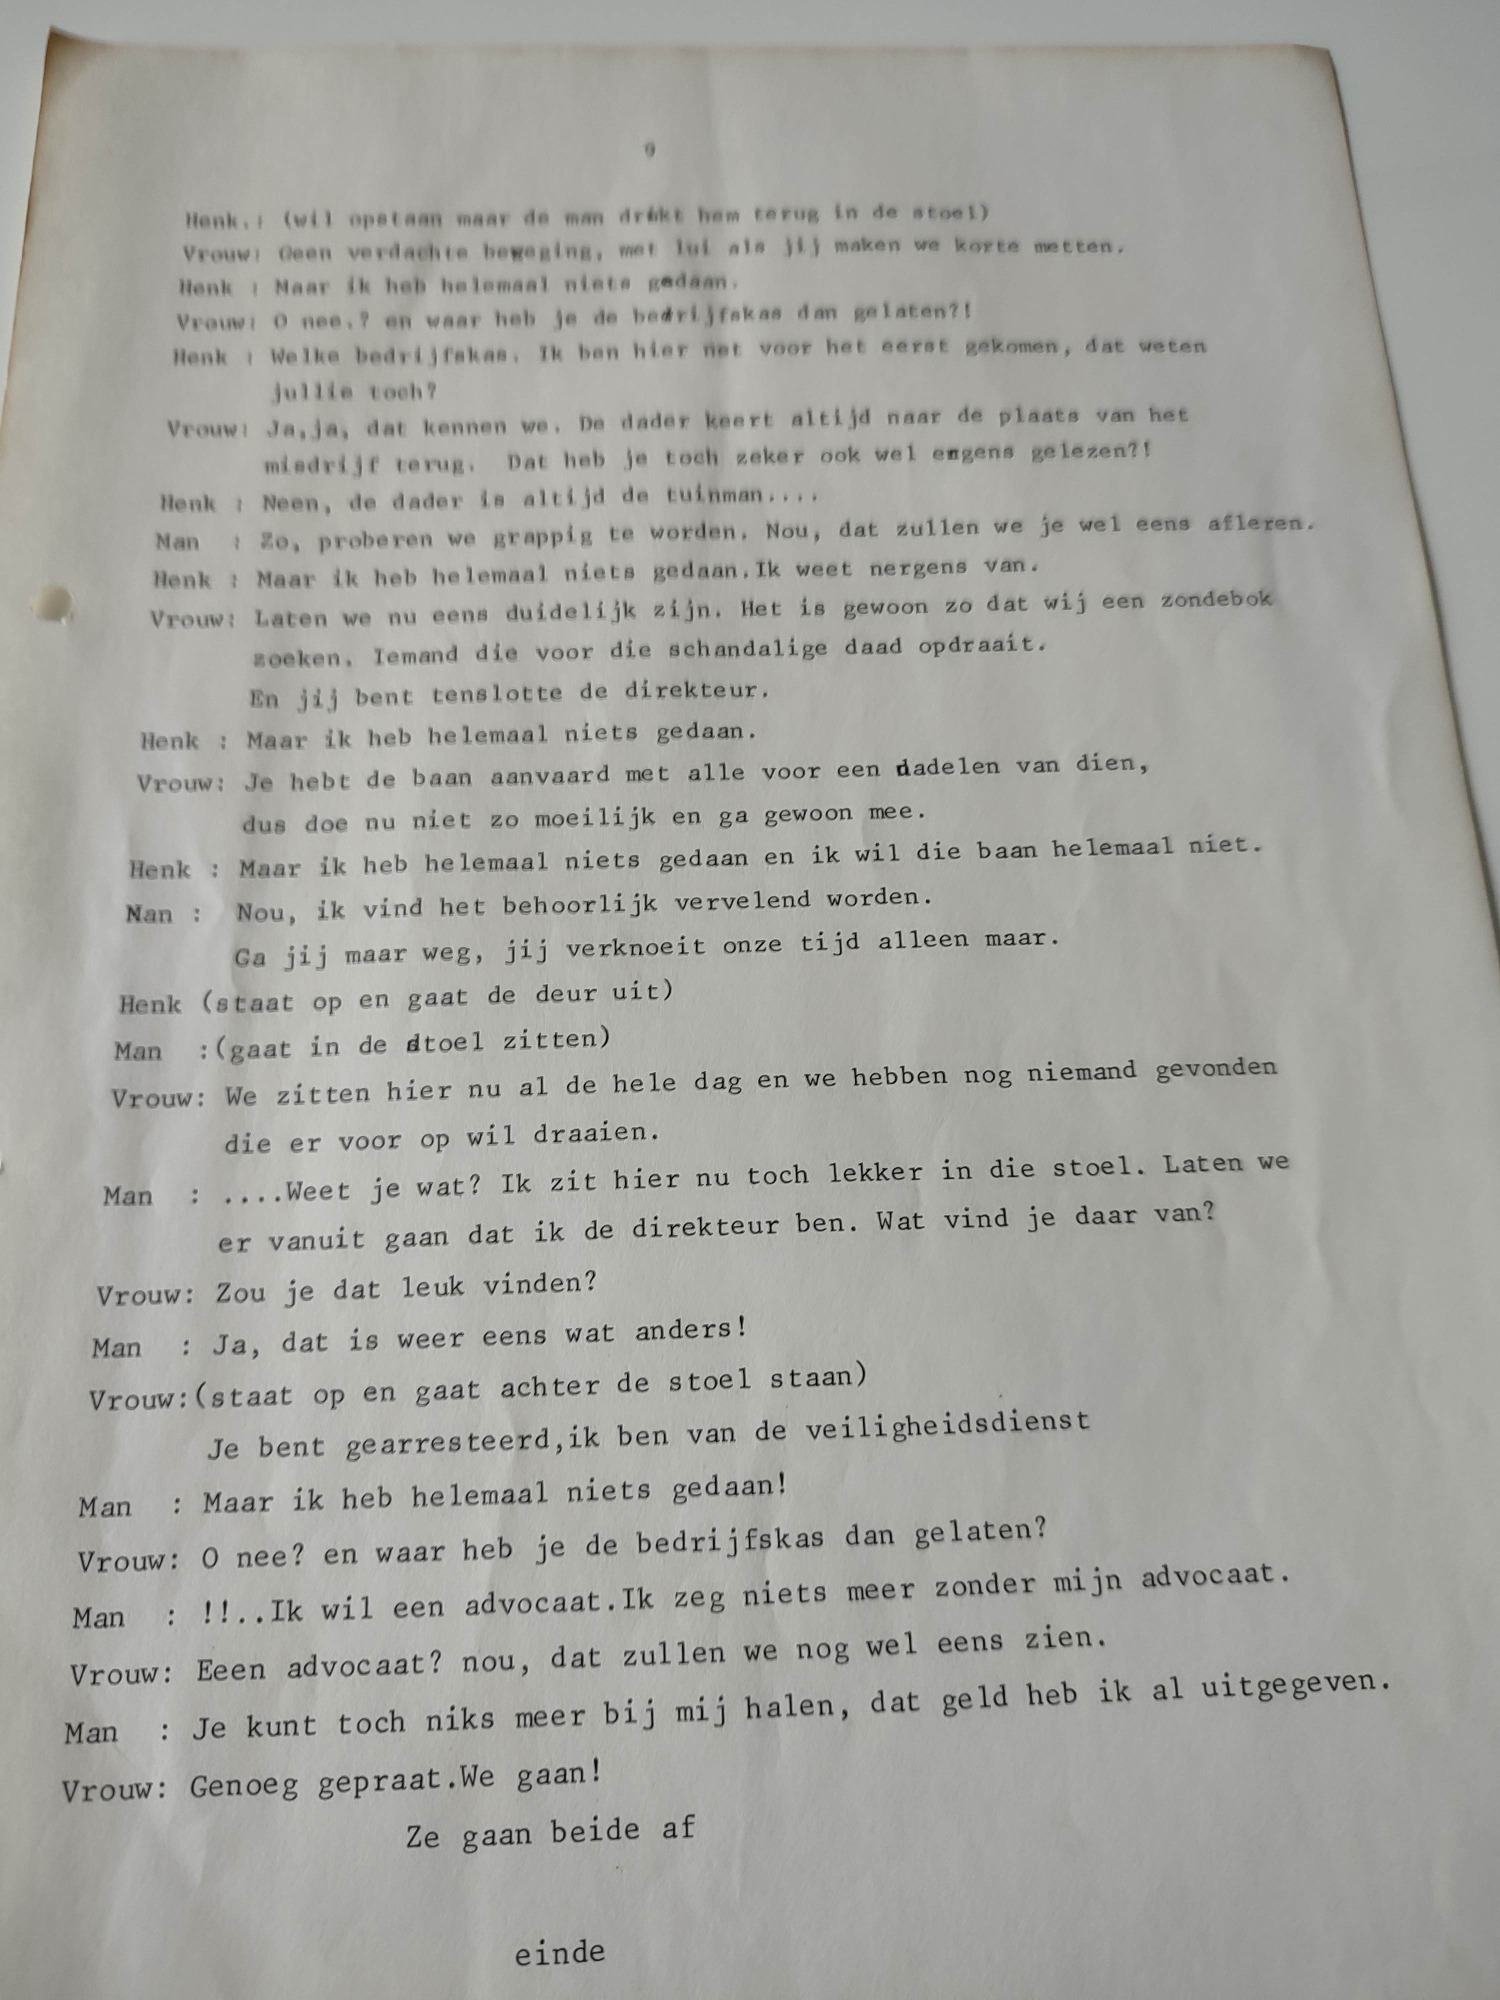 9
Henk.: (wil opstaan maar de man drukt hem terug in de stoel)
Vrouw: Geen verdachte beweging, met lui als jij maken we korte metten.
Henk : Maar ik heb helemaal niets gedaan.
Vrouw: O nee.? en waar heb je de bedrijfskas dan gelaten?!
Henk : Welke bedrijfskas. Ik ben hier net voor het eerst gekomen, dat weten
jullie toch?
Vrouw: Ja,ja, dat kennen we. De dader keert altijd naar de plaats van het
misdrijf terug. Dat heb je toch zeker ook wel ergens gelezen?!
Henk : Neen, de dader is altijd de tuinman....
Man : Zo, proberen we grappig te worden. Nou, dat zullen we je wel eens afleren.
Henk : Maar ik heb helemaal niets gedaan.Ik weet nergens van.
Vrouw: Laten we nu eens duidelijk zijn. Het is gewoon zo dat wij een zondebok
zoeken. Iemand die voor die schandalige daad opdraait.
En jij bent tenslotte de direkteur.
Henk : Maar ik heb helemaal niets gedaan.
Vrouw: Je hebt de baan aanvaard met alle voor een nadelen van dien,
dus doe nu niet zo moeilijk en ga gewoon mee.
Henk : Maar ik heb helemaal niets gedaan en ik wil die baan helemaal niet.
Man : Nou, ik vind het behoorlijk vervelend worden.
Ga jij maar weg, jij verknoeit onze tijd alleen maar.
Henk (staat op en gaat de deur uit)
Man :(gaat in de stoel zitten)
Vrouw: We zitten hier nu al de hele dag en we hebben nog niemand gevonden
die er voor op wil draaien.
Man : ....Weet je wat? Ik zit hier nu toch lekker in die stoel. Laten we
er vanuit gaan dat ik de direkteur ben. Wat vind je daar van?
Vrouw: Zou je dat leuk vinden?
Man : Ja, dat is weer eens wat anders!
Vrouw:(staat op en gaat achter de stoel staan)
Je bent gearresteerd,ik ben van de veiligheidsdienst
Man : Maar ik heb helemaal niets gedaan!
Vrouw: O nee? en waar heb je de bedrijfskas dan gelaten?
Man : !!..Ik wil een advocaat.Ik zeg niets meer zonder mijn advocaat.
Vrouw: Eeen advocaat? nou, dat zullen we nog wel eens zien.
Man : Je kunt toch niks meer bij mij halen, dat geld heb ik al uitgegeven.
Vrouw: Genoeg gepraat.We gaan!
Ze gaan beide af
einde